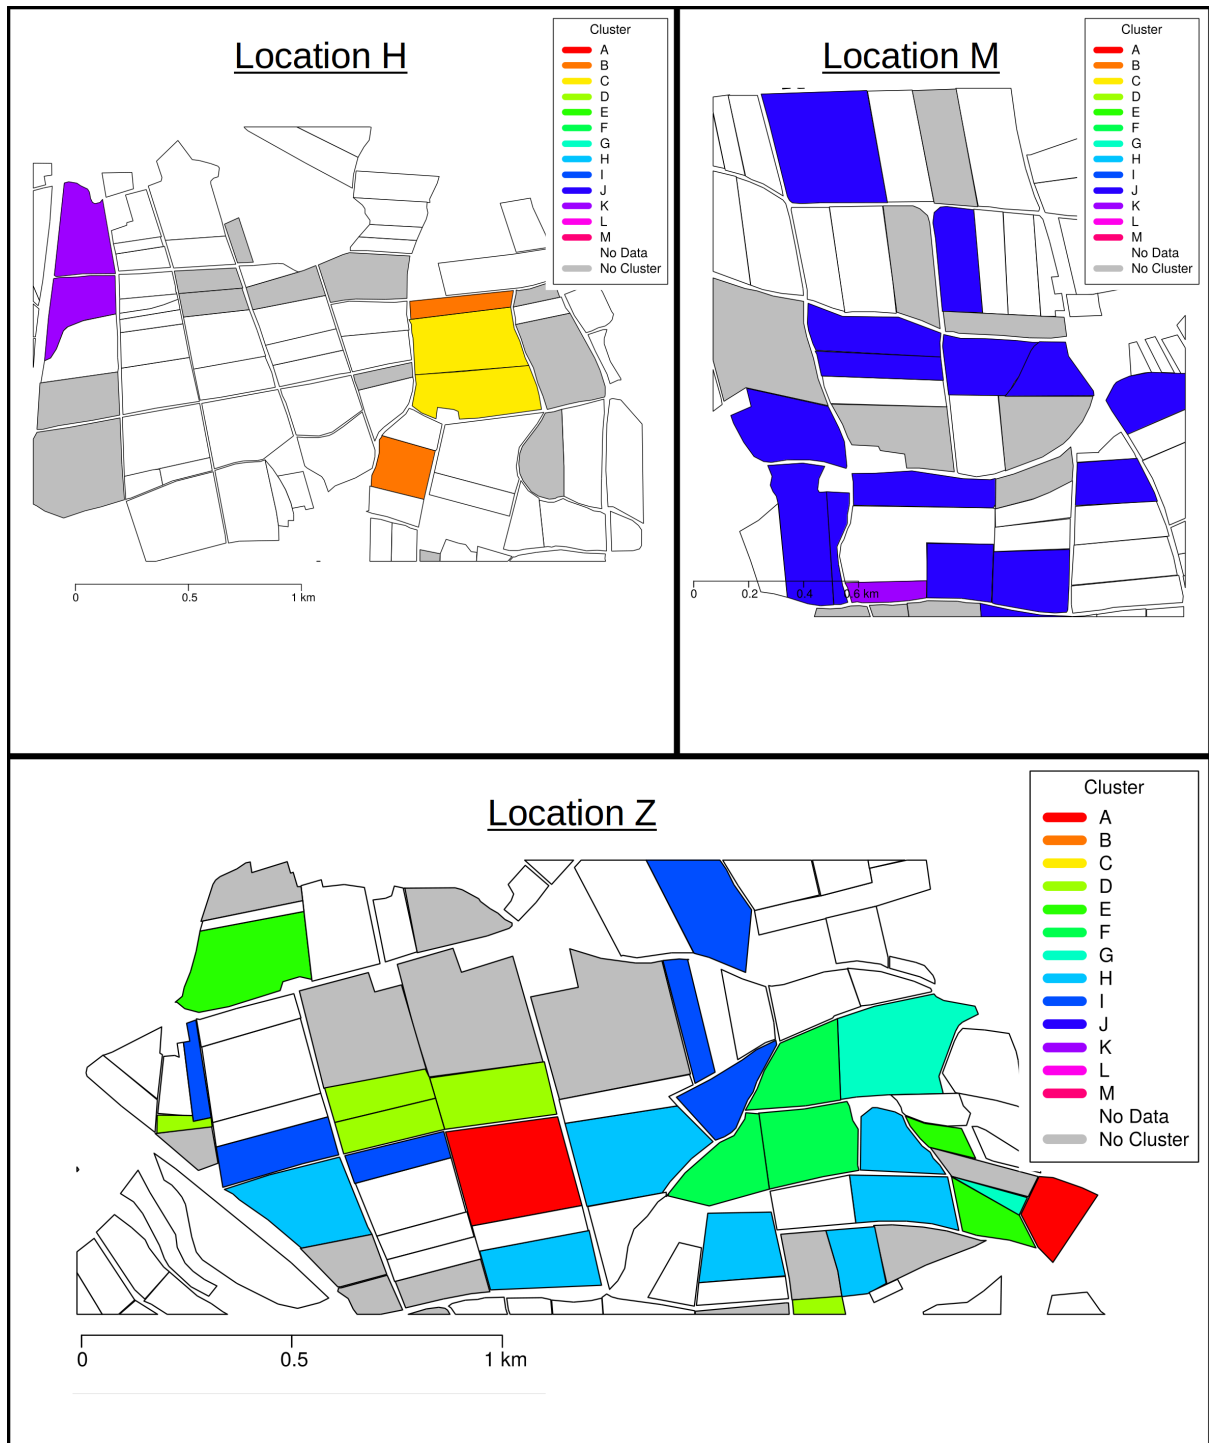 Location H
Cluster
A
B
C
D
E
F
G
H
I
J
K
L
M
No Data
No Cluster
0 0.5 1 km
Location M
Cluster
A
B
C
D
E
F
G
H
I
J
K
L
M
No Data
No Cluster
0 0.2 0.4 0.6 km
Location Z
Cluster
A
B
C
D
E
F
G
H
I
J
K
L
M
No Data
No Cluster
0 0.5 1 km